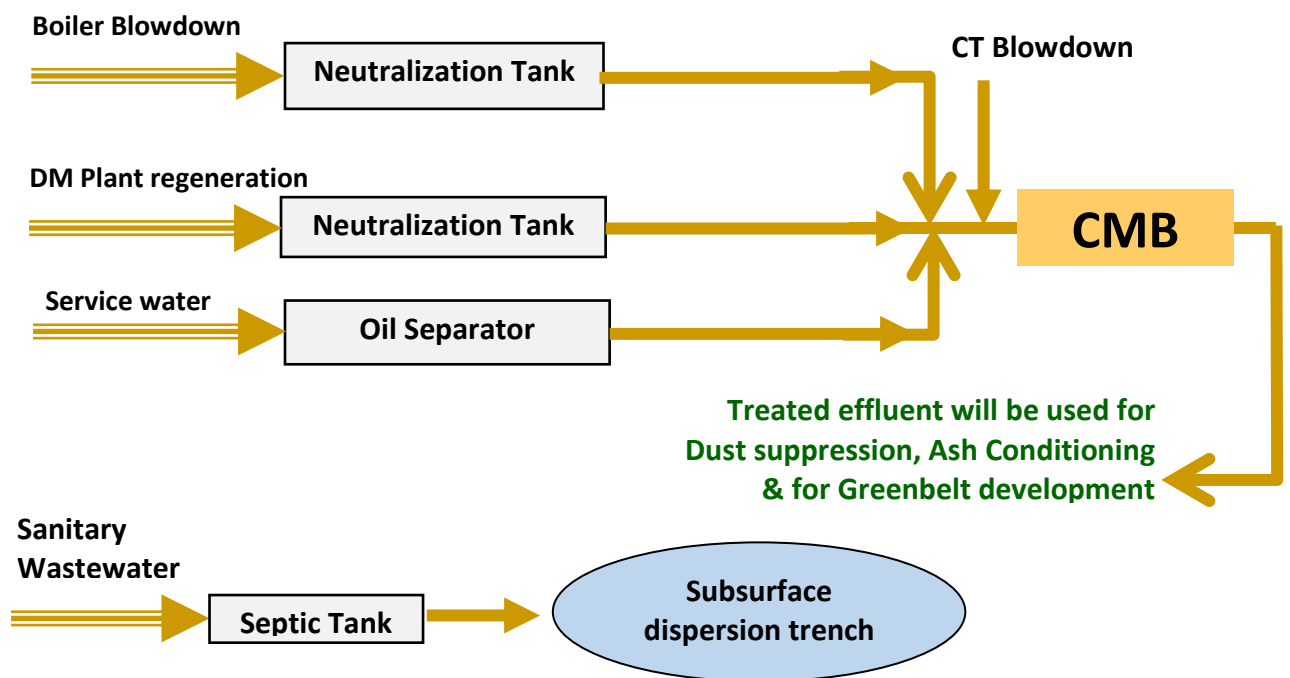 Boiler Blowdown
Neutralization Tank
CT Blowdown
DM Plant regeneration
Neutralization Tank
CMB
Service water
Oil Separator
Treated effluent will be used for
Dust suppression, Ash Conditioning
& for Greenbelt development
Sanitary
Wastewater
Septic Tank
Subsurface
dispersion trench